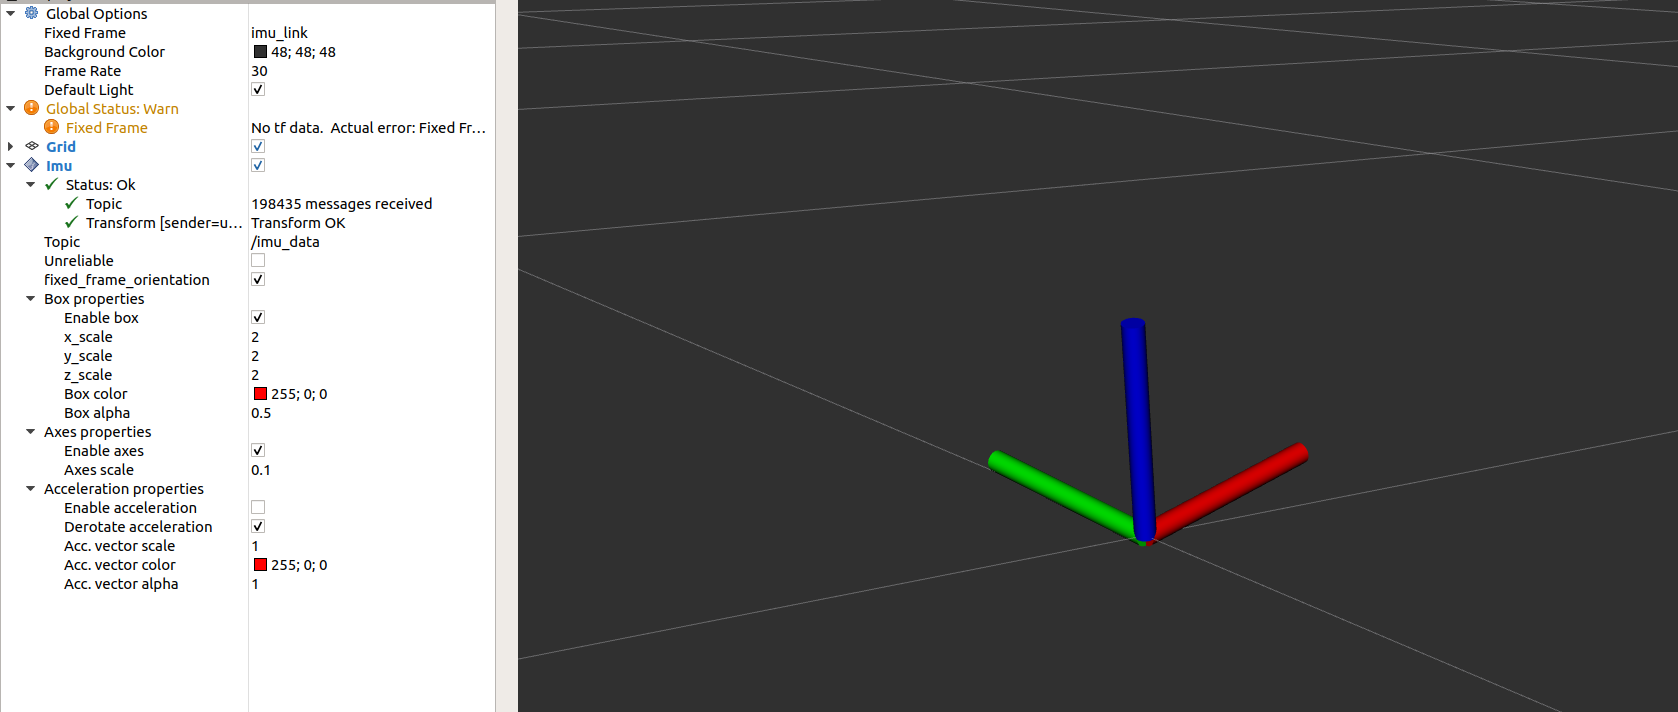 Global Options
Fixed Frame imu_link
Background Color 48; 48; 48
Frame Rate 30
Default Light
Global Status: Warn
Fixed Frame No tf data.  Actual error: Fixed Fr...
Grid
Imu
Status: Ok
Topic 198435 messages received
Transform [sender=u... Transform OK
Topic /imu_data
Unreliable
fixed_frame_orientation
Box properties
Enable box
x_scale 2
y_scale 2
z_scale 2
Box color 255; 0; 0
Box alpha 0.5
Axes properties
Enable axes
Axes scale 0.1
Acceleration properties
Enable acceleration
Derotate acceleration
Acc. vector scale 1
Acc. vector color 255; 0; 0
Acc. vector alpha 1